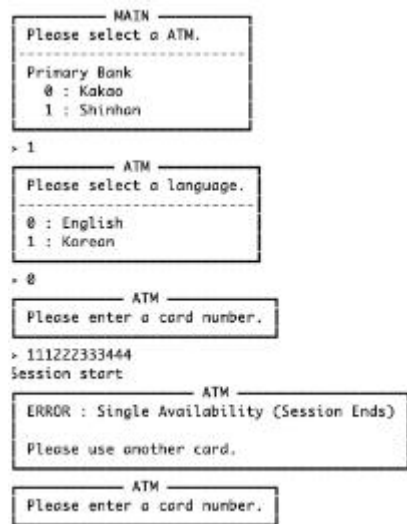 MAIN
Please select a ATM.
Primary Bank
0 : Kakao
1 : Shinhan
> 1
ATM
Please select a language.
0 : English
1 : Korean
> 0
ATM
Please enter a card number.
> 111222333444
Session start
ATM
ERROR : Single Availability (Session Ends)
Please use another card.
ATM
Please enter a card number.